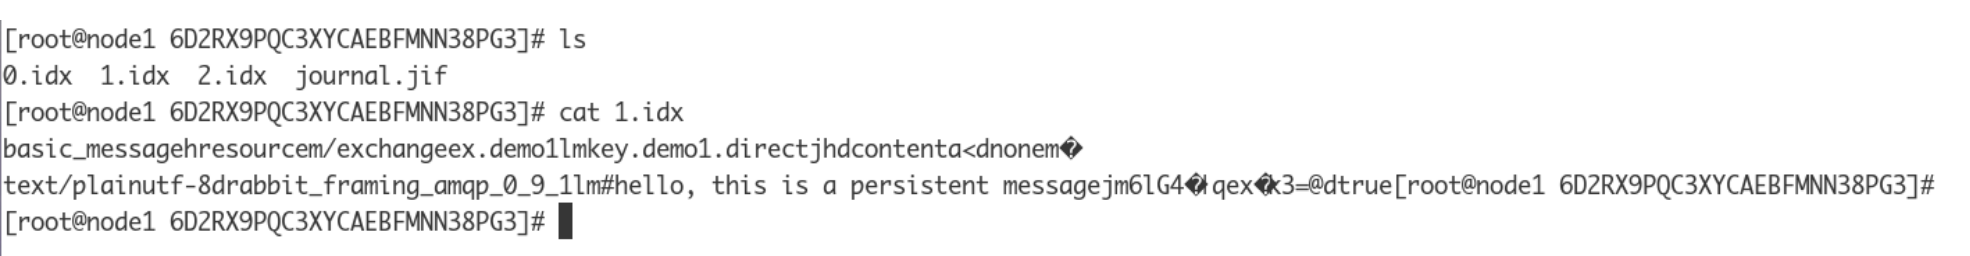 [root@node1 6D2RX9PQC3XYCAEBFMNN38PG3]# ls
0.idx  1.idx  2.idx  journal.jif
[root@node1 6D2RX9PQC3XYCAEBFMNN38PG3]# cat 1.idx
basic_messagehresourcem/exchangeex.demo1lmkey.demo1.directjhdcontenta<dnonem�
text/plainutf-8drabbit_framing_amqp_0_9_1lm#hello, this is a persistent messagejm6lG4�qex�x3=@dtrue[root@node1 6D2RX9PQC3XYCAEBFMNN38PG3]#
[root@node1 6D2RX9PQC3XYCAEBFMNN38PG3]#